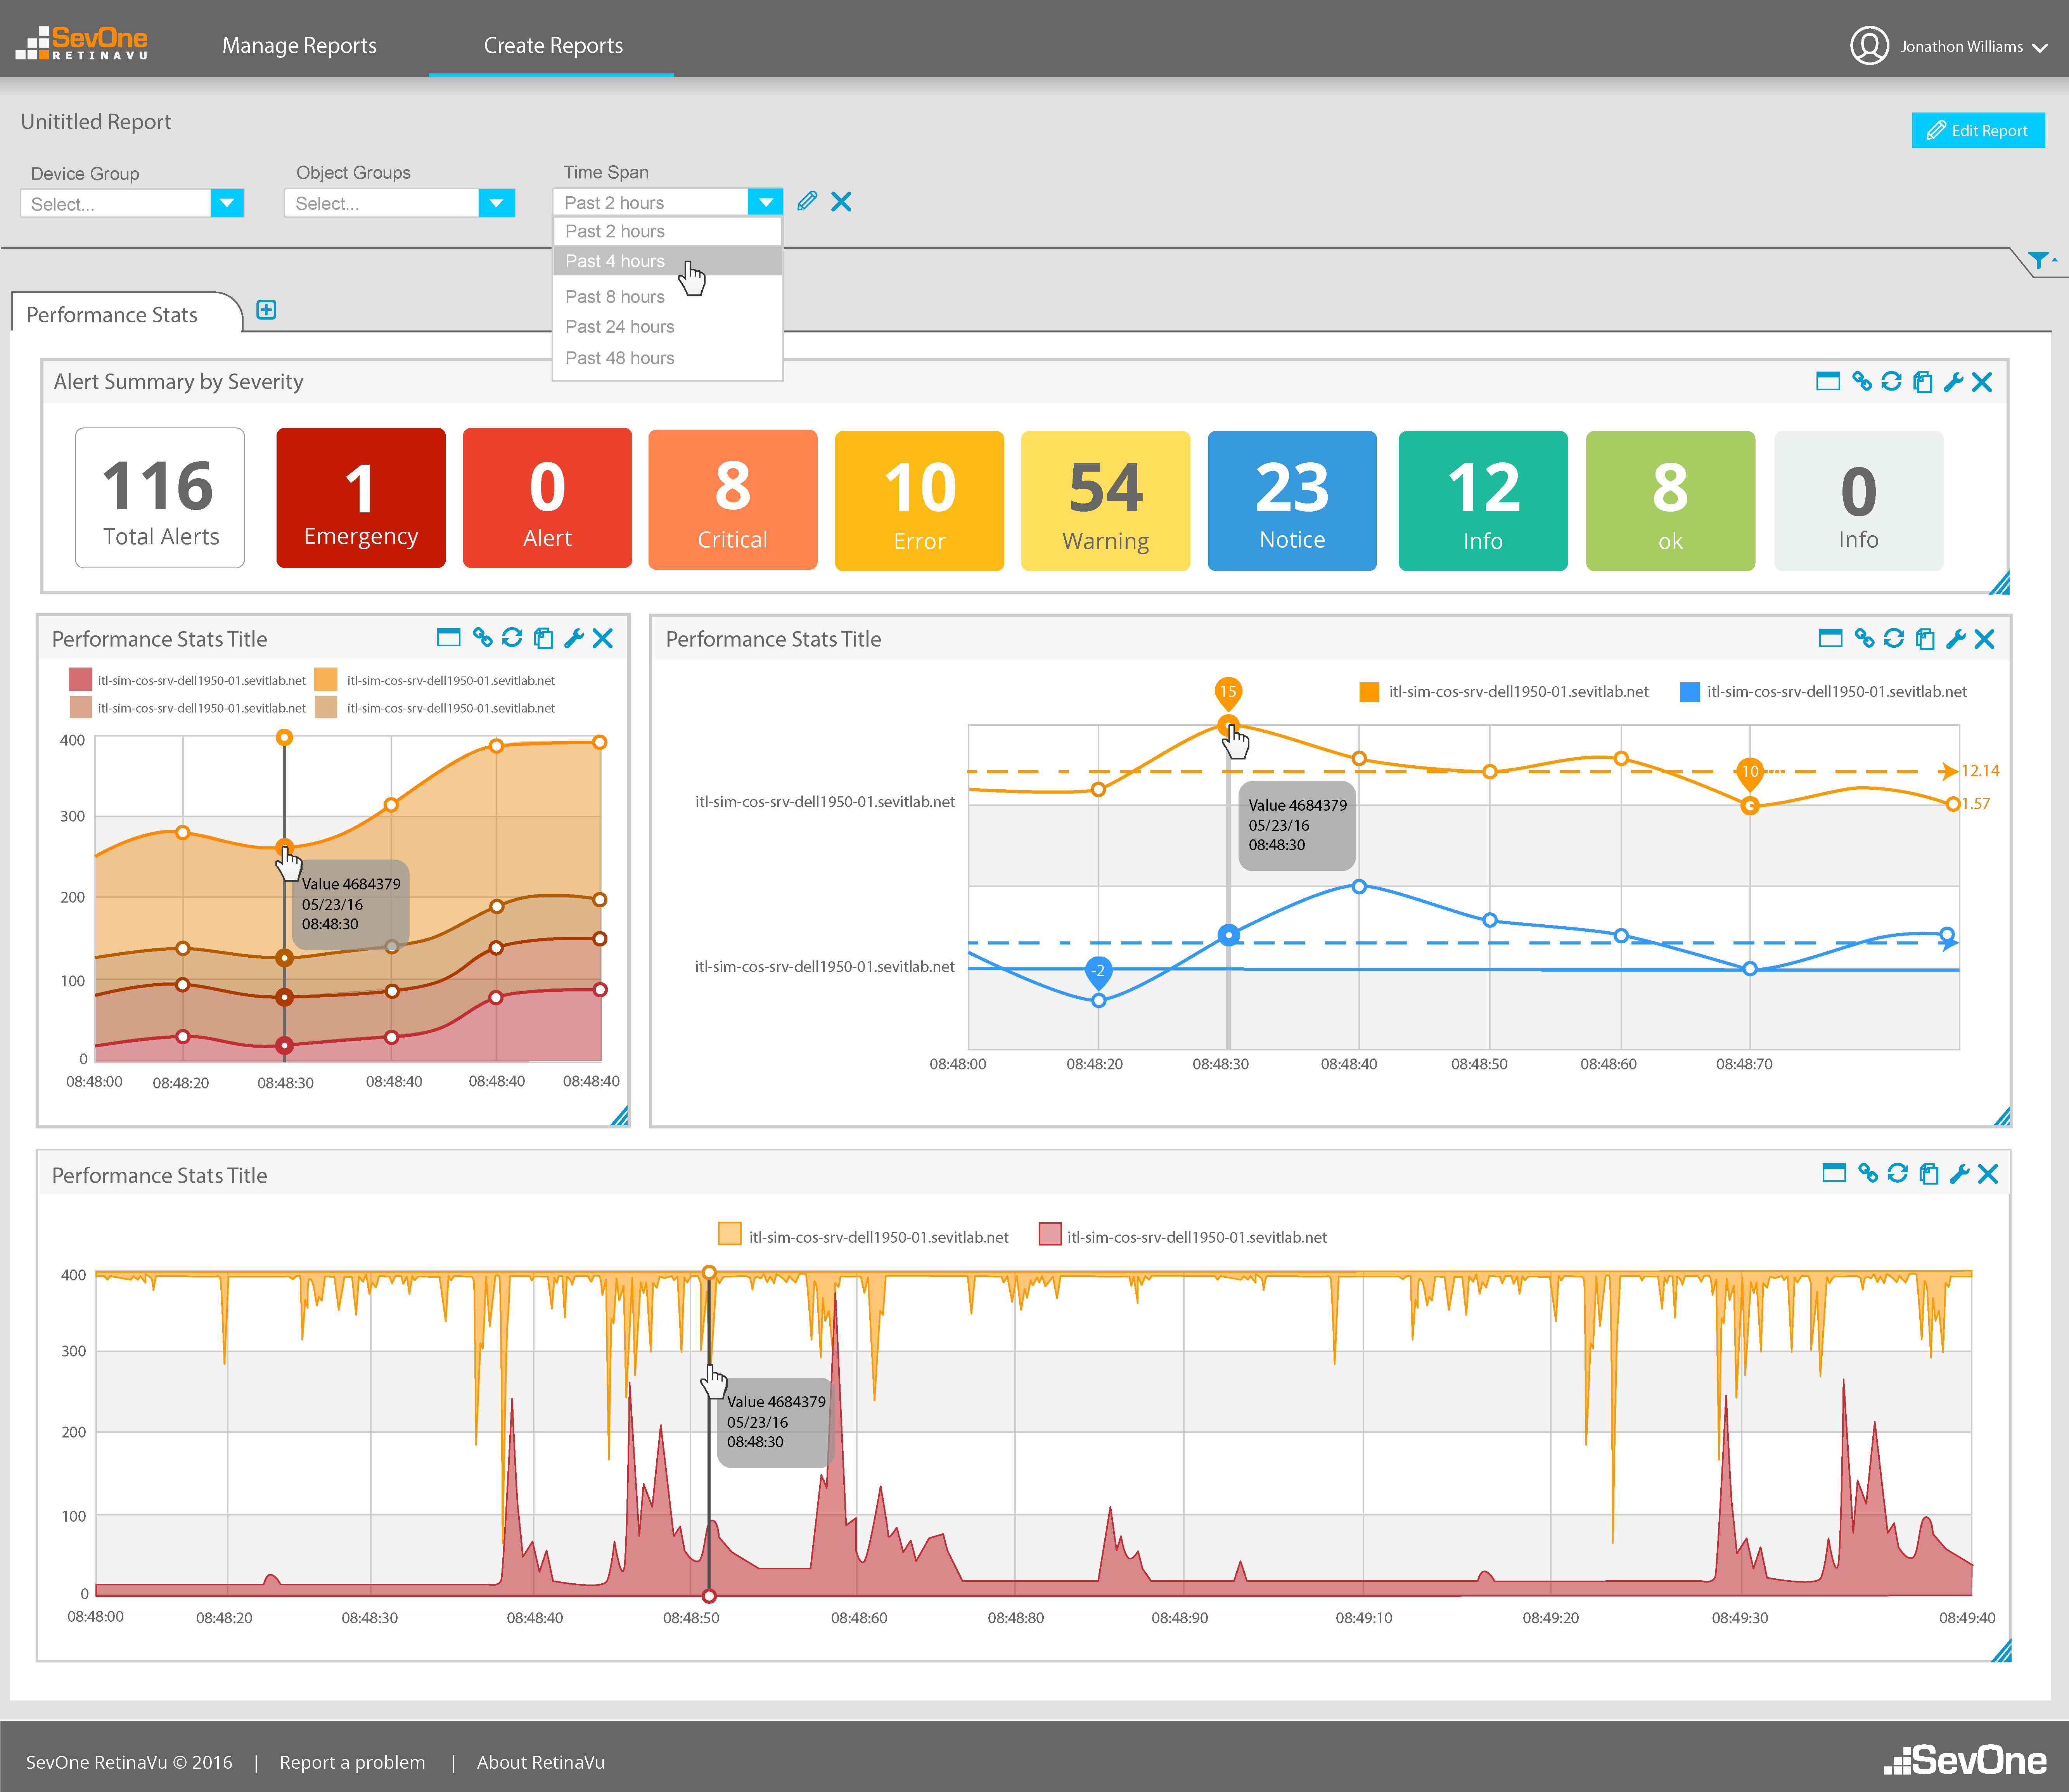 SevOne
RETINAVU
Manage Reports
Create Reports
Jonathon Williams
Unititled Report
Edit Report
Device Group
Object Groups
Time Span
Select...
Select...
Past 2 hours
Past 2 hours
Past 4 hours
Past 8 hours
Past 24 hours
Past 48 hours
Performance Stats
Alert Summary by Severity
116
Total Alerts
1
Emergency
0
Alert
8
Critical
10
Error
54
Warning
23
Notice
12
Info
8
ok
0
Info
Performance Stats Title
itl-sim-cos-srv-dell1950-01.sevitlab.net
itl-sim-cos-srv-dell1950-01.sevitlab.net
itl-sim-cos-srv-dell1950-01.sevitlab.net
itl-sim-cos-srv-dell1950-01.sevitlab.net
400
300
200
100
0
Value 4684379
05/23/16
08:48:30
08:48:00
08:48:20
08:48:30
08:48:40
08:48:40
08:48:40
Performance Stats Title
itl-sim-cos-srv-dell1950-01.sevitlab.net
itl-sim-cos-srv-dell1950-01.sevitlab.net
15
10
12.14
1.57
itl-sim-cos-srv-dell1950-01.sevitlab.net
Value 4684379
05/23/16
08:48:30
itl-sim-cos-srv-dell1950-01.sevitlab.net
-2
08:48:00
08:48:20
08:48:30
08:48:40
08:48:50
08:48:60
08:48:70
Performance Stats Title
itl-sim-cos-srv-dell1950-01.sevitlab.net
itl-sim-cos-srv-dell1950-01.sevitlab.net
400
300
200
100
0
Value 4684379
05/23/16
08:48:30
08:48:00
08:48:20
08:48:30
08:48:40
08:48:50
08:48:60
08:48:80
08:48:90
08:49:10
08:49:20
08:49:30
08:49:40
SevOne RetinaVu © 2016 | Report a problem | About RetinaVu
SevOne